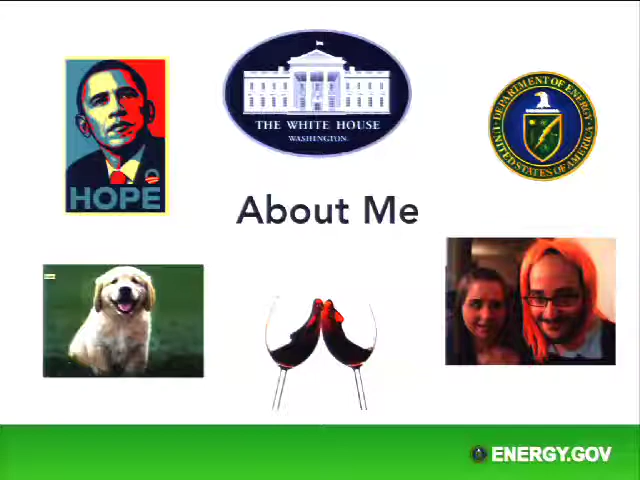 THE WHITE HOUSE
WASHINGTON
DEPARTMENT OF ENERGY
UNITED STATES OF AMERICA
HOPE
About Me
ENERGY.GOV